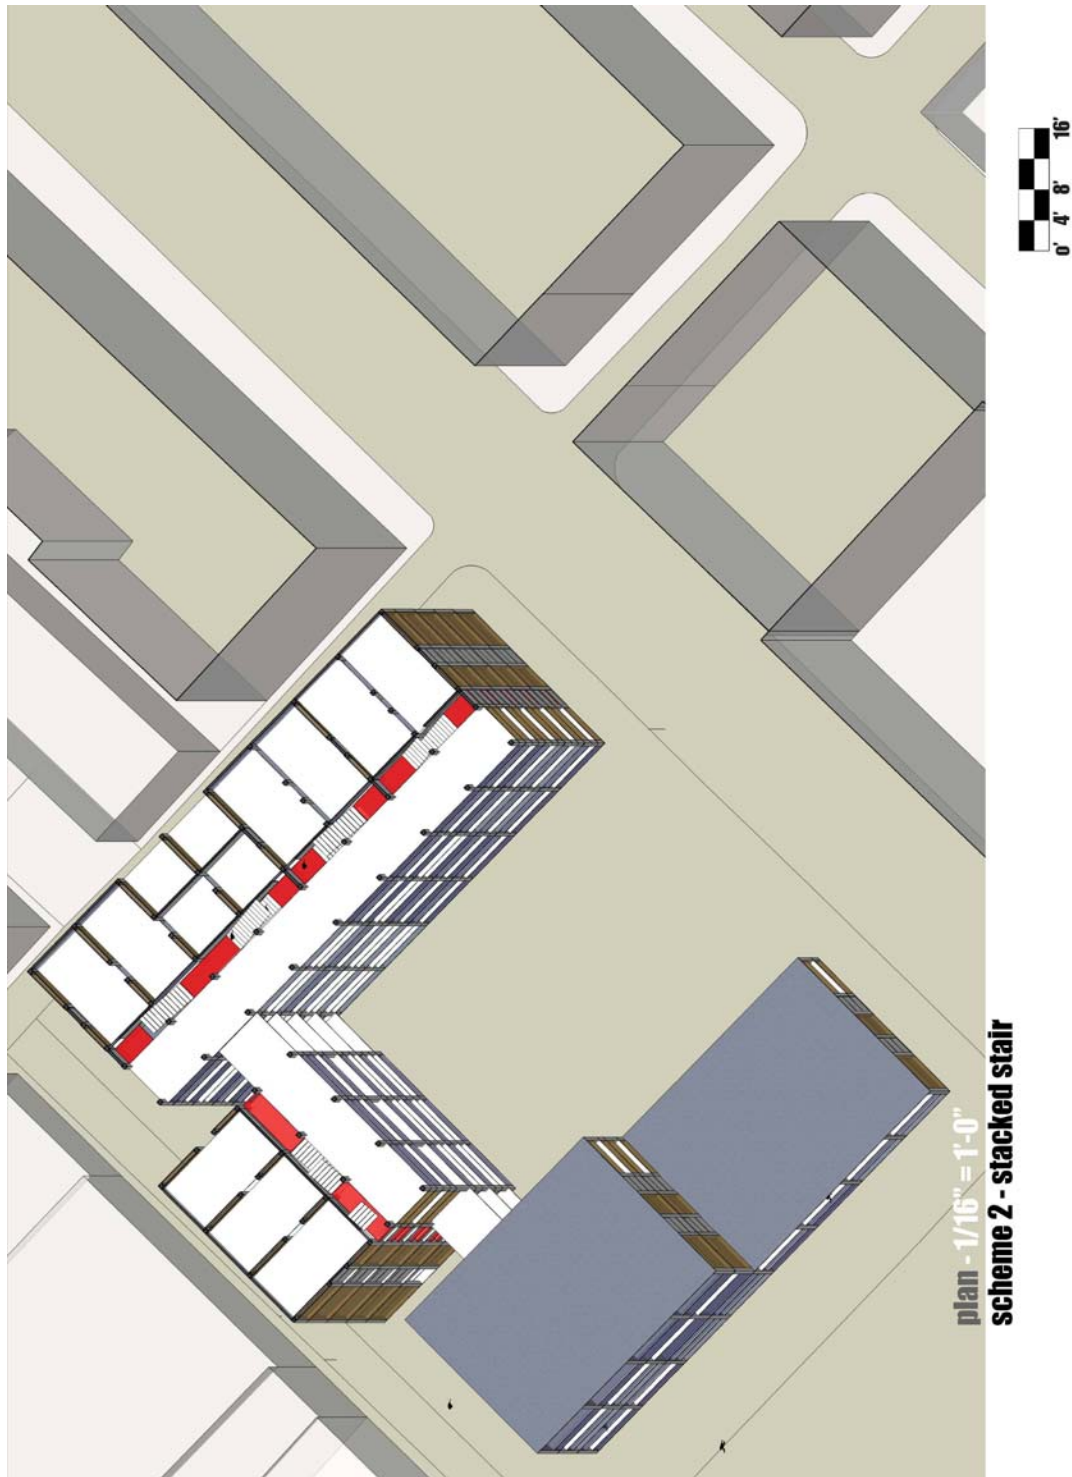 plan - 1/16" = 1'-0"
scheme 2 - stacked stair
0' 4' 8' 16'